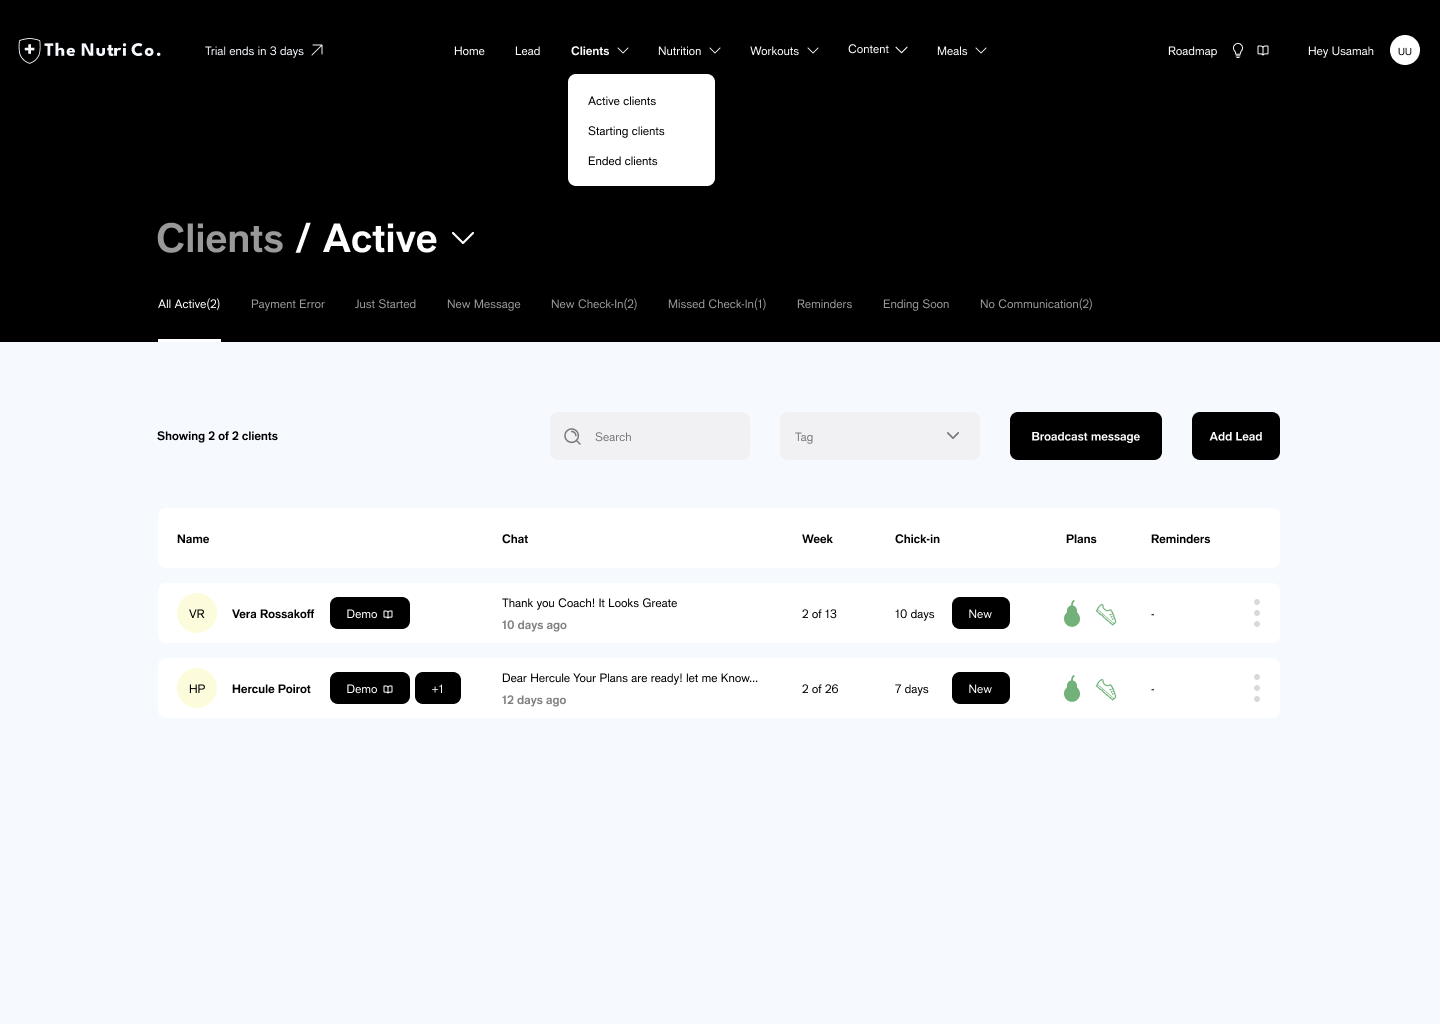 The Nutri Co.
Trial ends in 3 days
Home
Lead
Clients
Nutrition
Workouts
Content
Meals
Roadmap
Hey Usamah
UU
Active clients
Starting clients
Ended clients
Clients / Active
All Active(2)
Payment Error
Just Started
New Message
New Check-In(2)
Missed Check-In(1)
Reminders
Ending Soon
No Communication(2)
Showing 2 of 2 clients
Search
Tag
Broadcast message
Add Lead
Name
Chat
Week
Chick-in
Plans
Reminders
VR
Vera Rossakoff
Demo
Thank you Coach! It Looks Greate
10 days ago
2 of 13
10 days
New
-
HP
Hercule Poirot
Demo
+1
Dear Hercule Your Plans are ready! let me Know...
12 days ago
2 of 26
7 days
New
-